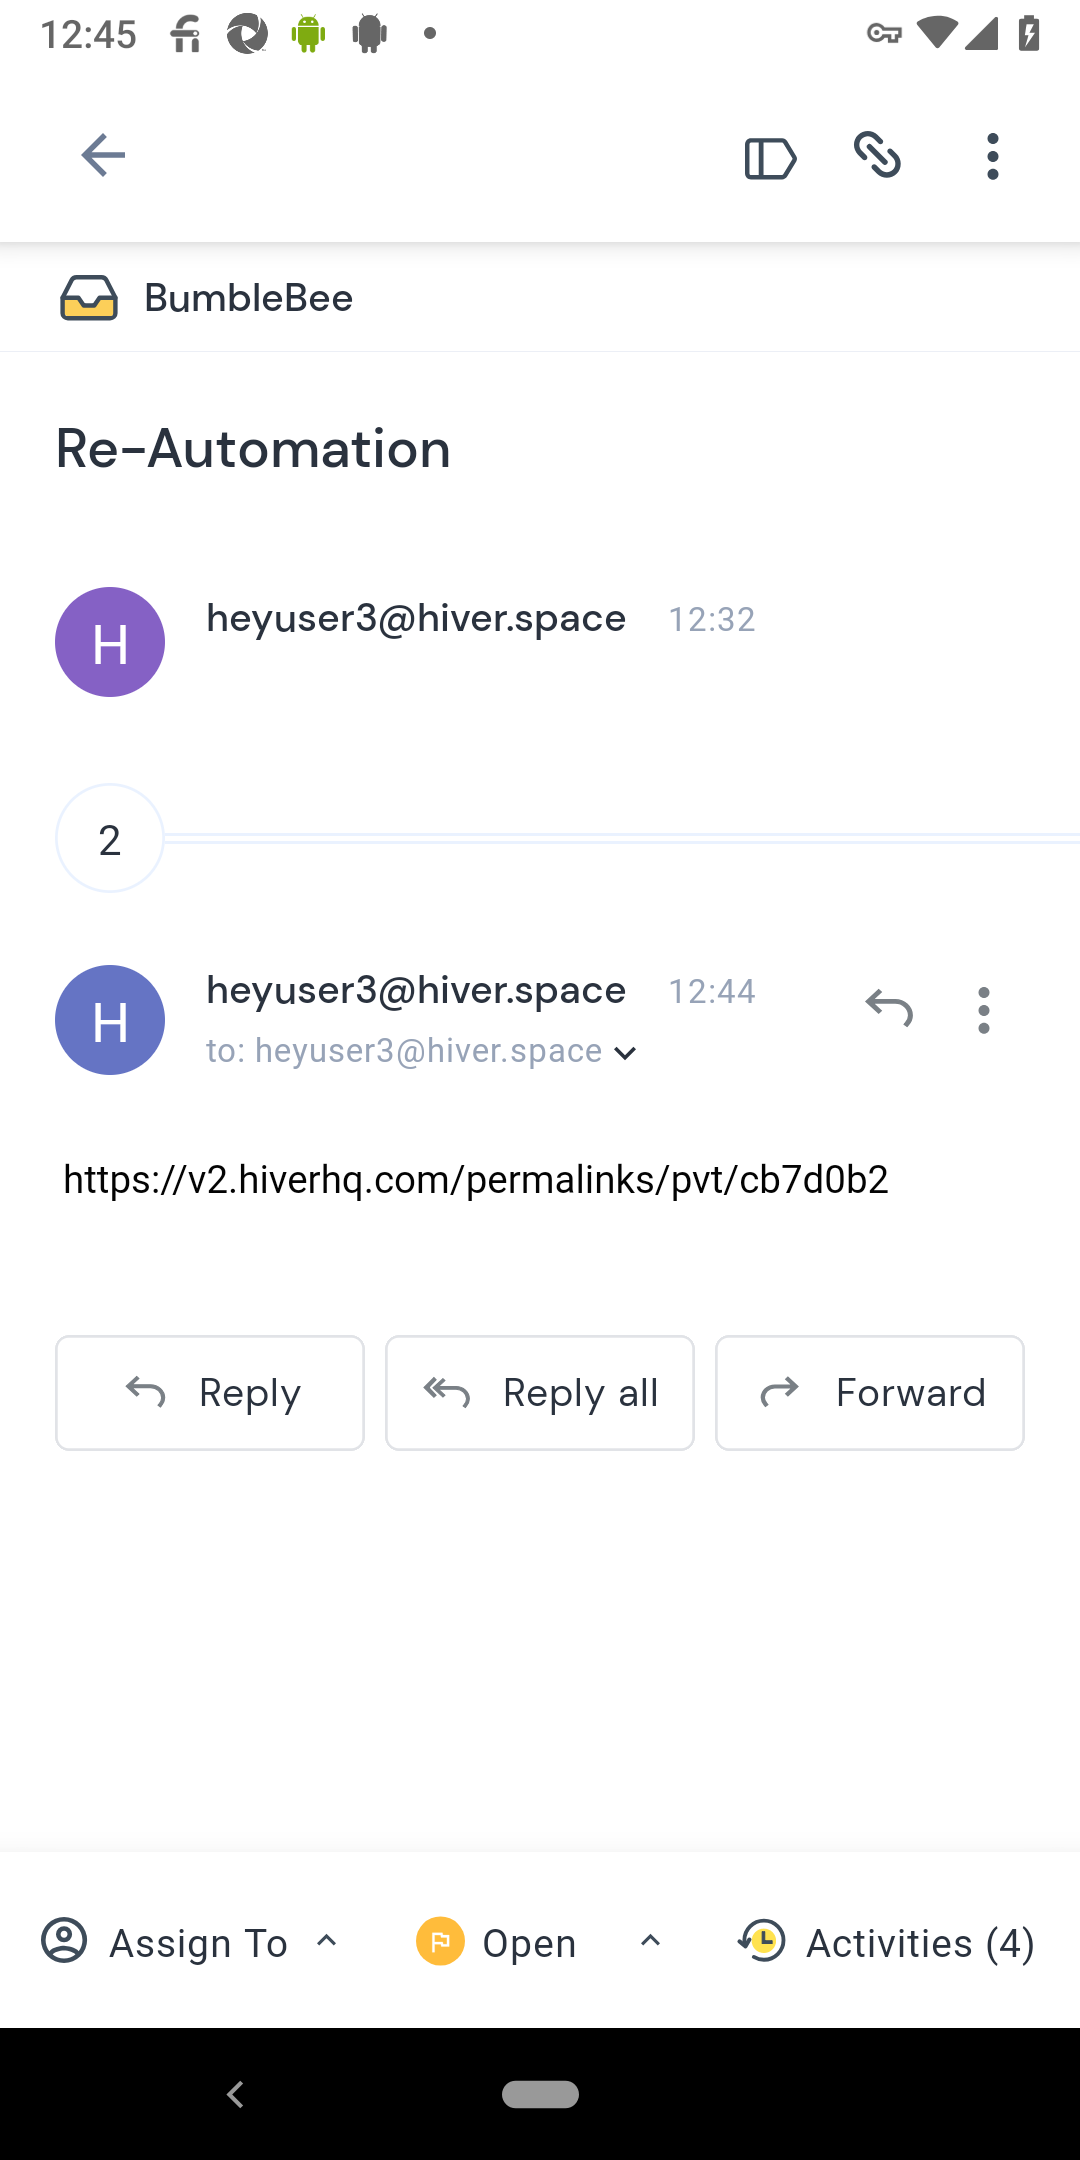 12:45
BumbleBee
Re-Automation
H
heyuser3@hiver.space 12:32
2
H
heyuser3@hiver.space 12:44
to: heyuser3@hiver.space
https://v2.hiverhq.com/permalinks/pvt/cb7d0b2
Reply Reply all Forward
Assign To Open Activities (4)